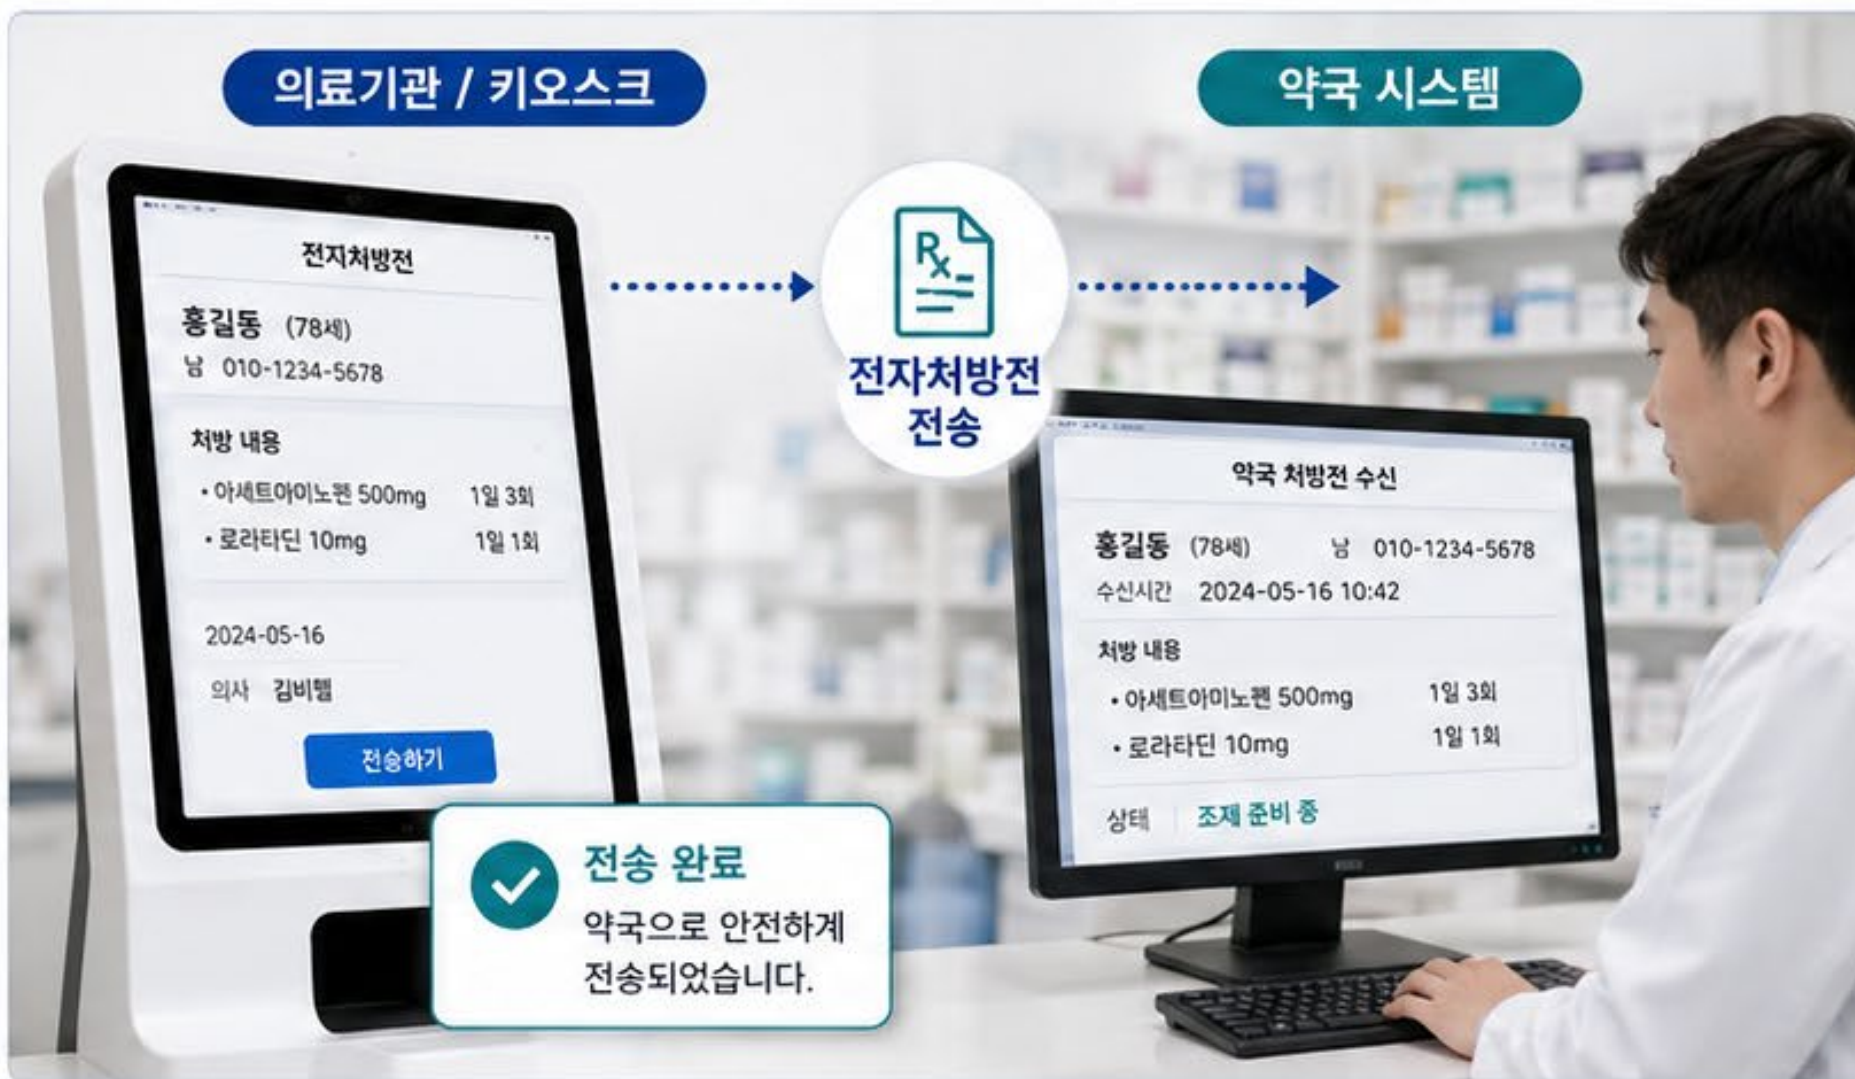 의료기관 / 키오스크
약국 시스템
전자처방전
홍길동 (78세)
남 010-1234-5678
처방 내용
• 아세트아미노펜 500mg 1일 3회
• 로라타딘 10mg 1일 1회
2024-05-16
의사 김비
전송하기
Rx
전자처방전
전송
약국 처방전 수신
홍길동 (78세) 남 010-1234-5678
수신시간 2024-05-16 10:42
처방 내용
• 아세트아미노펜 500mg 1일 3회
• 로라타딘 10mg 1일 1회
상태 조제 준비 중
전송 완료
약국으로 안전하계
전송되었습니다.